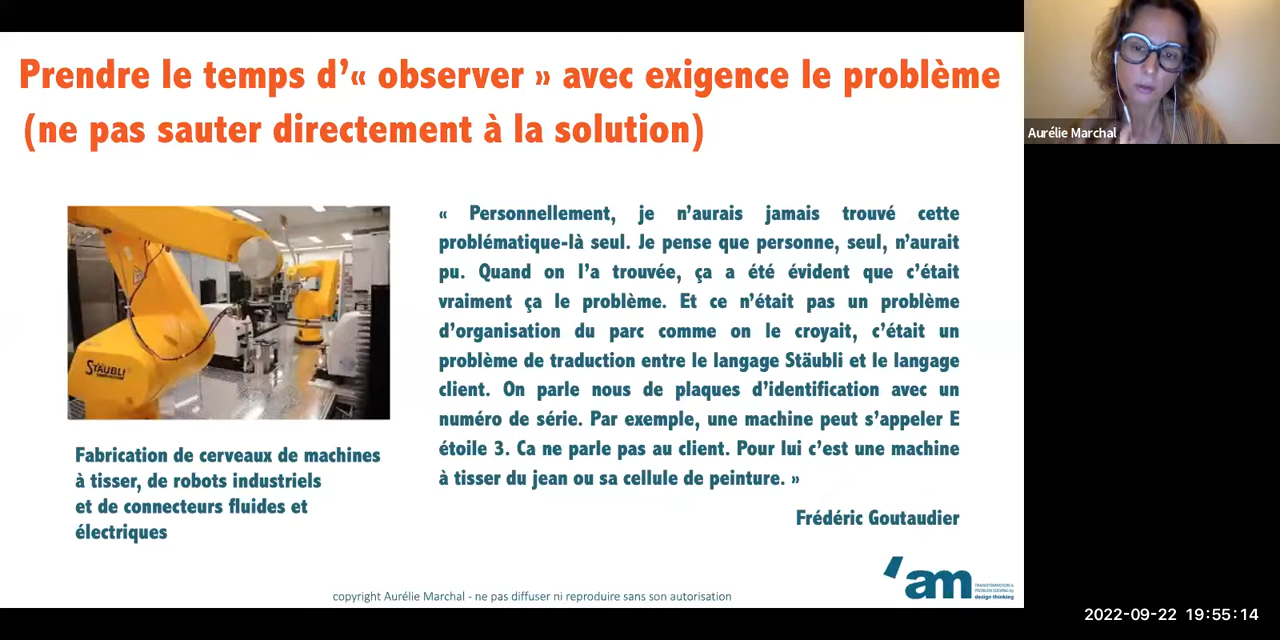 Prendre le temps d’« observer » avec exigence le problème
(ne pas sauter directement à la solution)
Aurélie Marchal
« Personnellement, je n’aurais jamais trouvé cette
problématique-là seul. Je pense que personne, seul, n’aurait
pu. Quand on l’a trouvée, ça a été évident que c’était
vraiment ça le problème. Et ce n’était pas un problème
d’organisation du parc comme on le croyait, c’était un
problème de traduction entre le langage Stäubli et le langage
client. On parle nous de plaques d’identification avec un
numéro de série. Par exemple, une machine peut s’appeler E
étoile 3. Ca ne parle pas au client. Pour lui c’est une machine
à tisser du jean ou sa cellule de peinture. »
Frédéric Goutaudier
STÄUBLI
Fabrication de cerveaux de machines
à tisser, de robots industriels
et de connecteurs fluides et
électriques
'am
TRANSFORMATION &
PROBLEM SOLVING by
design thinking
copyright Aurélie Marchal - ne pas diffuser ni reproduire sans son autorisation
2022-09-22 19:55:14